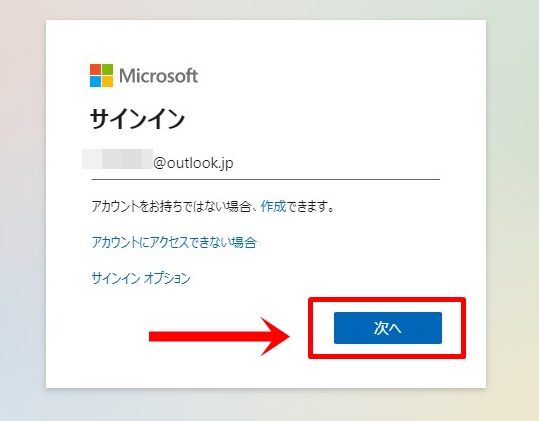 Microsoft
サインイン
@outlook.jp
アカウントをお持ちではない場合、作成できます。
アカウントにアクセスできない場合
サインイン オプション
次へ